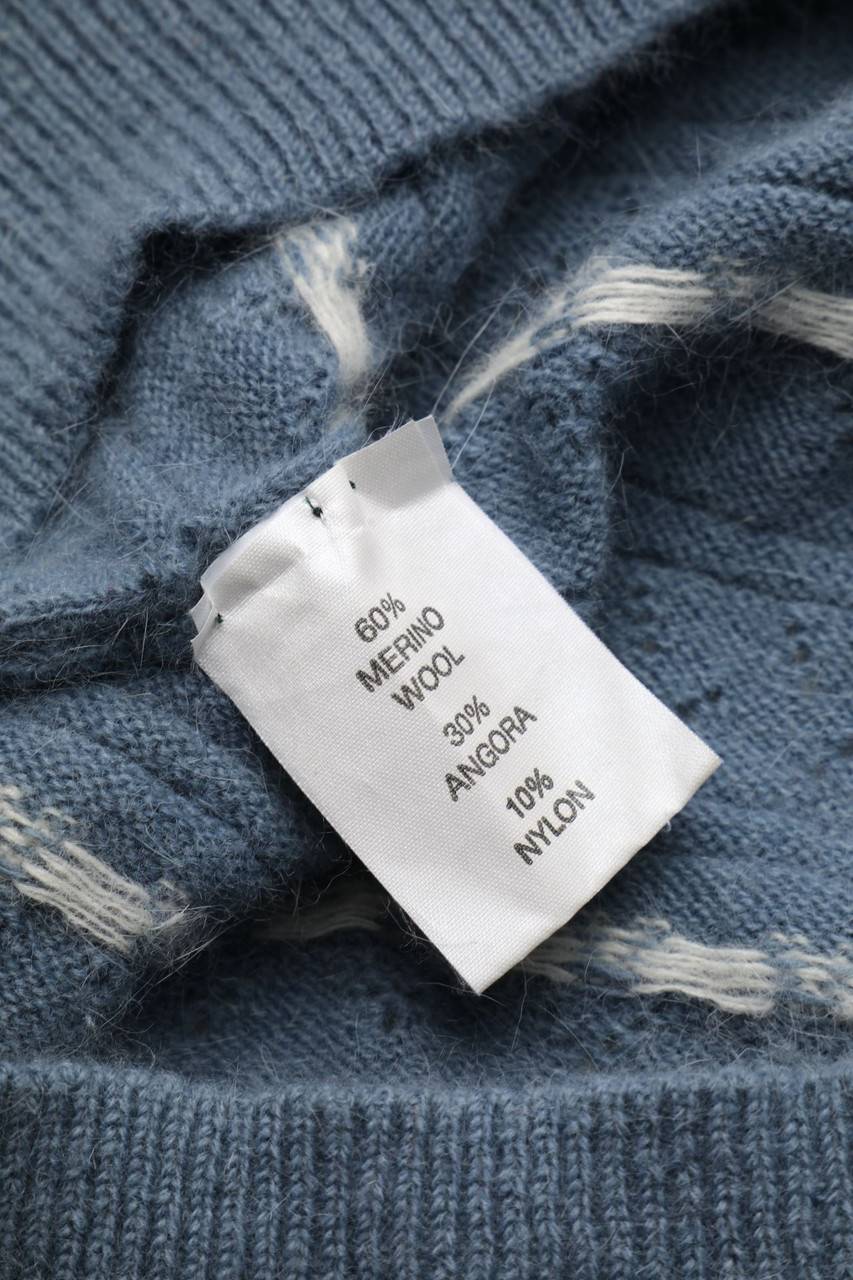 60%
MERINO
WOOL
30%
ANGORA
10%
NYLON